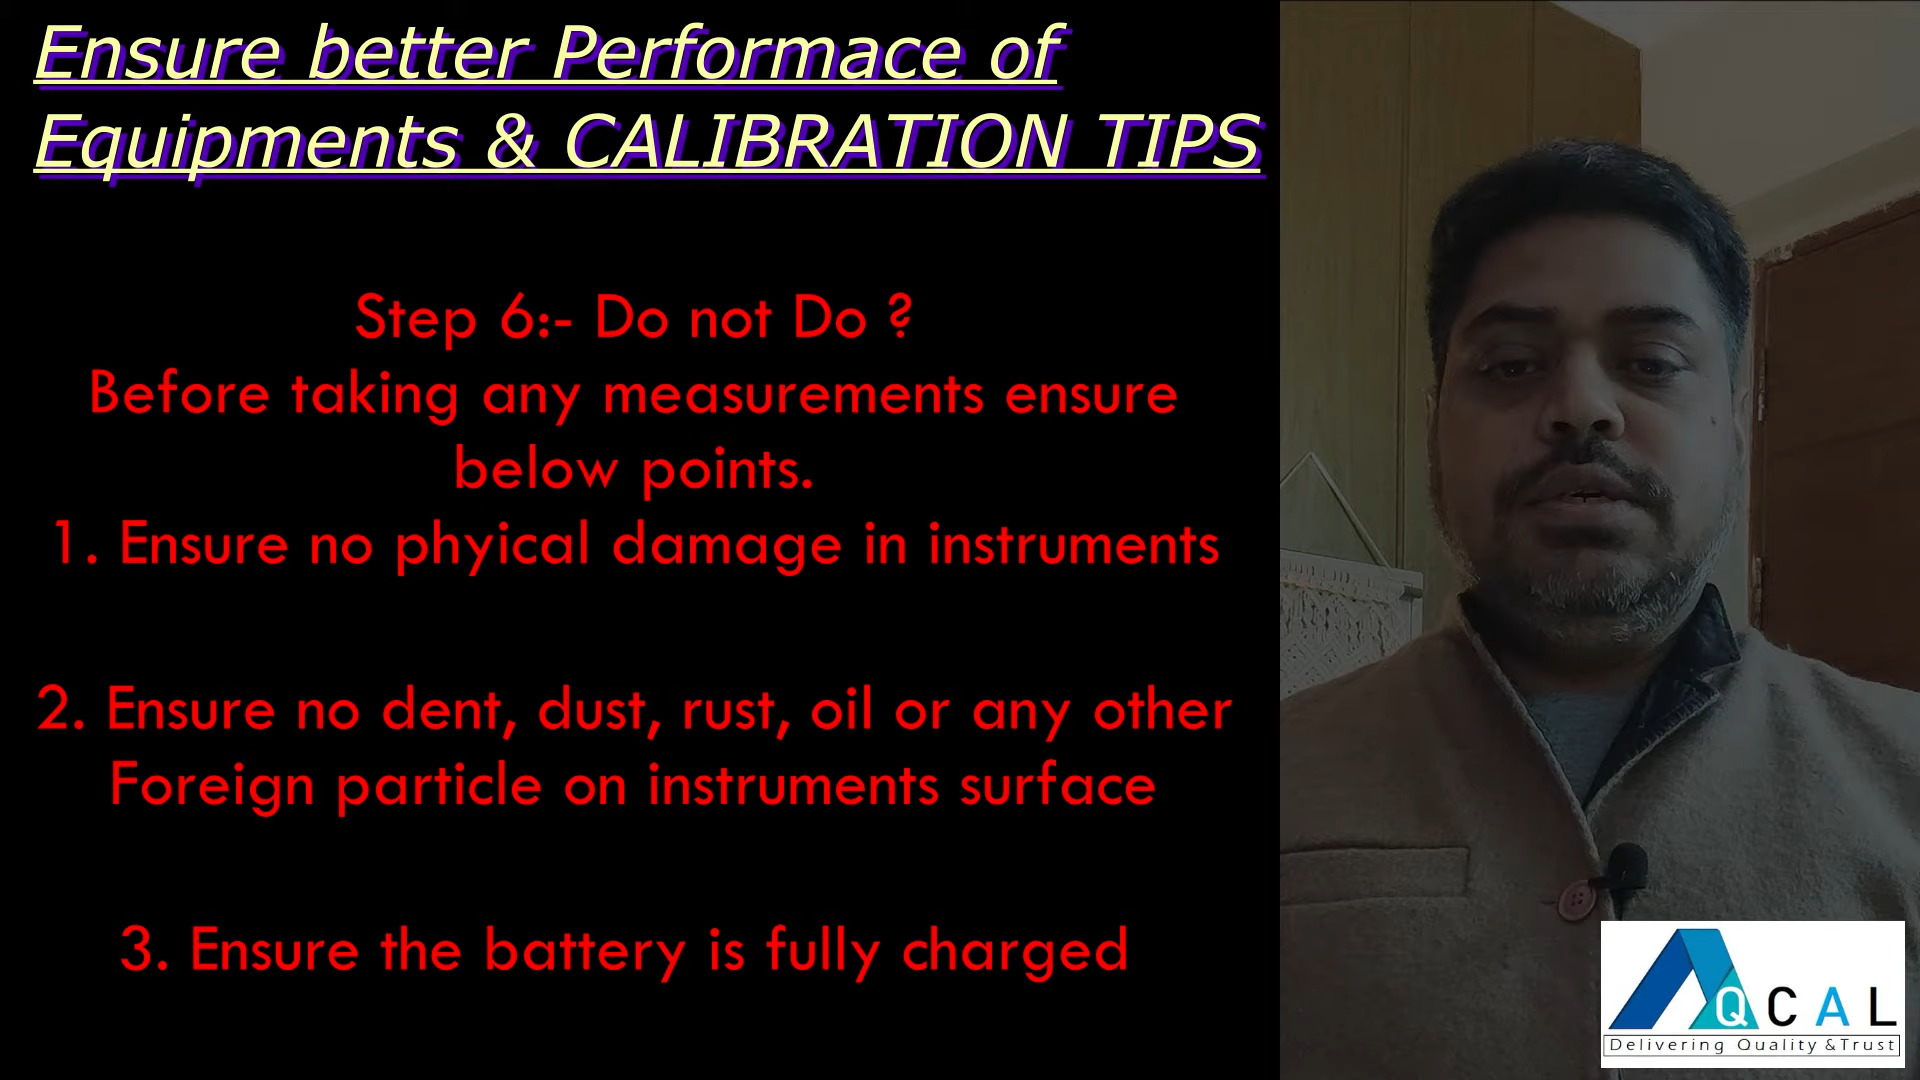 Ensure better Performace of
Equipments & CALIBRATION TIPS
Step 6:- Do not Do ?
Before taking any measurements ensure
below points.
1. Ensure no phyical damage in instruments
2. Ensure no dent, dust, rust, oil or any other
Foreign particle on instruments surface
3. Ensure the battery is fully charged
AQCAL
Delivering Quality & Trust